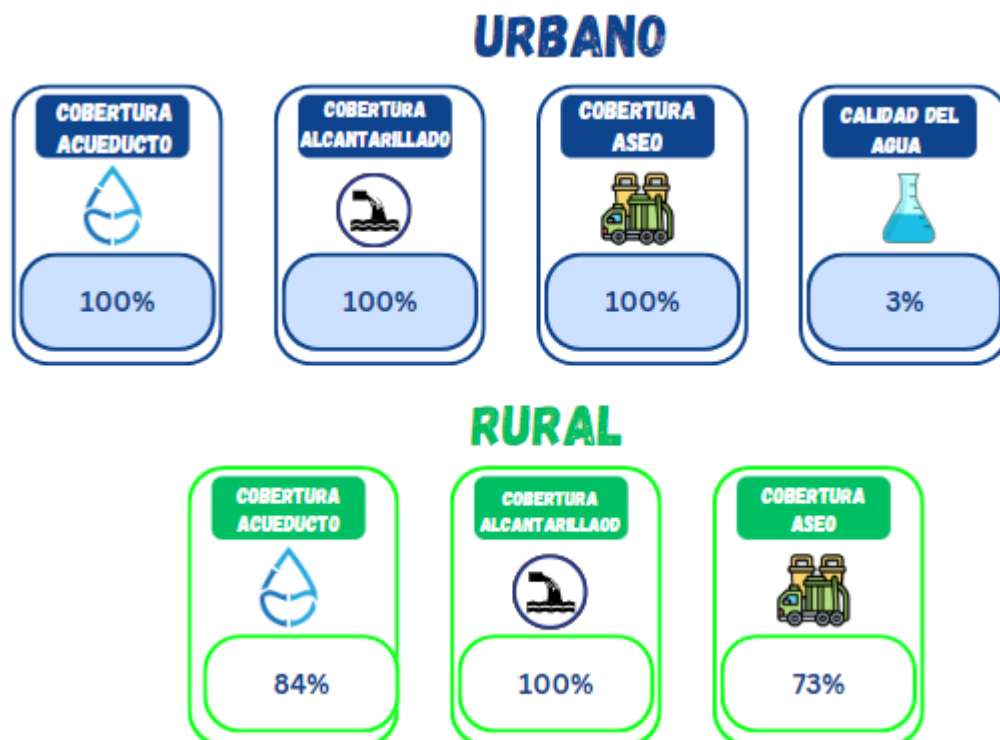 URBANO
COBERTURA
ACUEDUCTO
100%
COBERTURA
ALCANTARILLADO
100%
COBERTURA
ASEO
100%
CALIDAD DEL
AGUA
3%
RURAL
COBERTURA
ACUEDUCTO
84%
COBERTURA
ALCANTARILLAOD
100%
COBERTURA
ASEO
73%